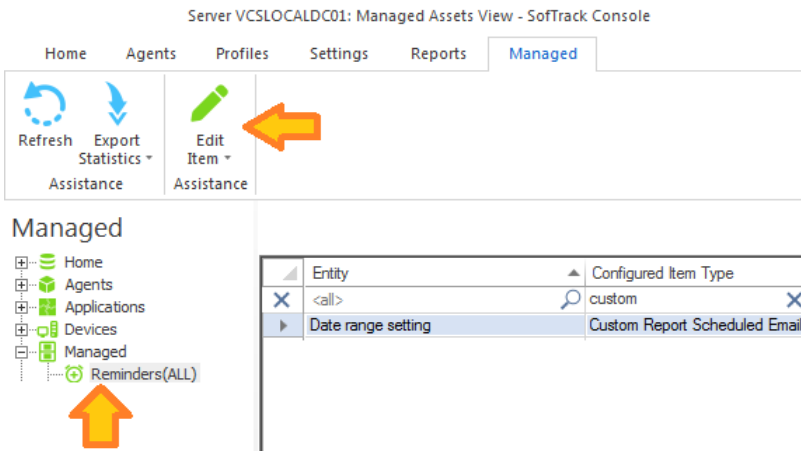 Server VCSLOCALDC01: Managed Assets View - SofTrack Console
Home Agents Profiles Settings Reports Managed
Refresh Export Statistics Edit Item
Assistance Assistance
Managed
Home
Agents
Applications
Devices
Managed
Reminders(ALL)
Entity Configured Item Type
<all> custom
Date range setting Custom Report Scheduled Email